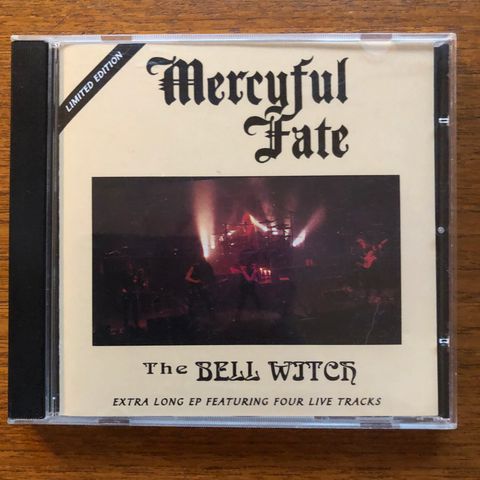 LIMITED EDITION
Mercyful
Fate
The BELL WITCH
EXTRA LONG EP FEATURING FOUR LIVE TRACKS